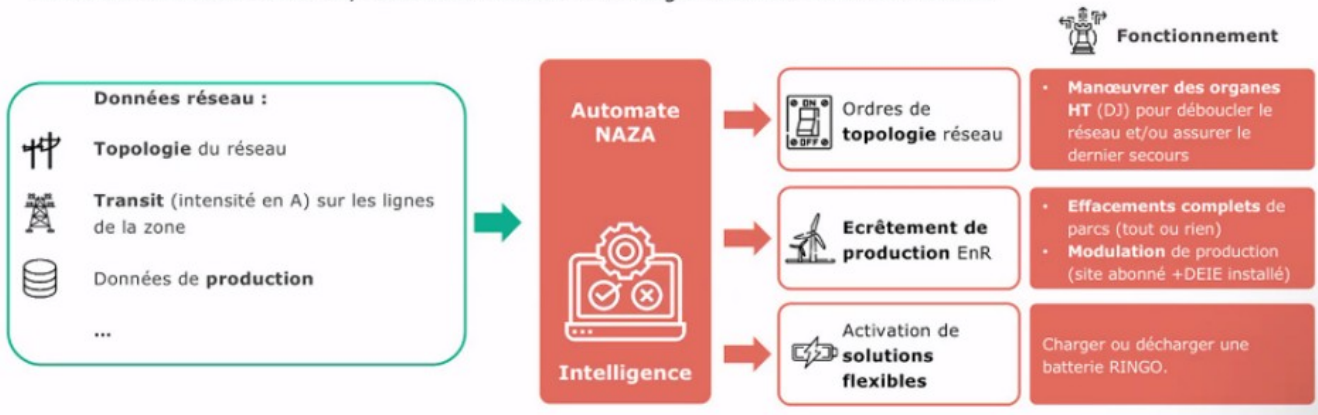 Fonctionnement
Données réseau :
Topologie du réseau
Transit (intensité en A) sur les lignes
de la zone
Données de production
...
Automate
NAZA
Intelligence
ON
OFF
Ordres de
topologie réseau
• Manœuvrer des organes
HT (DJ) pour déboucler le
réseau et/ou assurer le
dernier secours
Ecrêtement de
production EnR
• Effacements complets de
parcs (tout ou rien)
• Modulation de production
(site abonné +DEIE installé)
Activation de
solutions
flexibles
Charger ou décharger une
batterie RINGO.